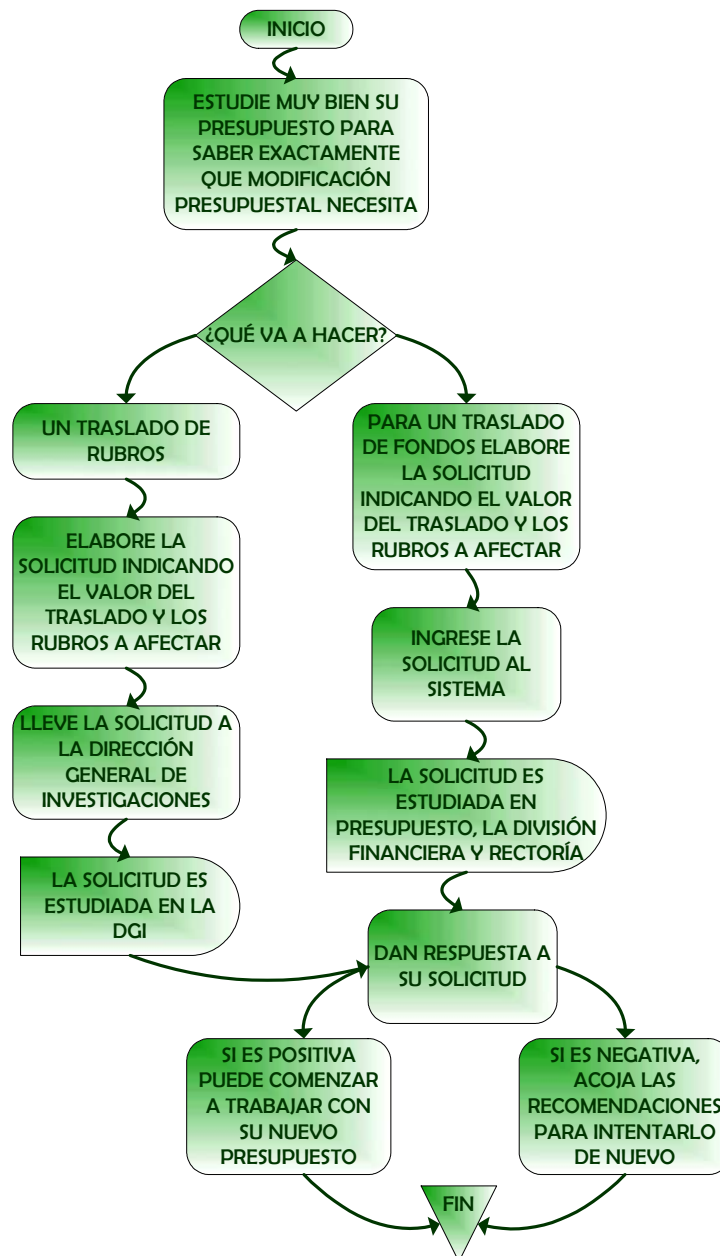 INICIO
ESTUDIE MUY BIEN SU
PRESUPUESTO PARA
SABER EXACTAMENTE
QUE MODIFICACIÓN
PRESUPUESTAL NECESITA
¿QUÉ VA A HACER?
UN TRASLADO DE
RUBROS
ELABORE LA
SOLICITUD INDICANDO
EL VALOR DEL
TRASLADO Y LOS
RUBROS A AFECTAR
LLEVE LA SOLICITUD A
LA DIRECCIÓN
GENERAL DE
INVESTIGACIONES
LA SOLICITUD ES
ESTUDIADA EN LA
DGI
PARA UN TRASLADO
DE FONDOS ELABORE
LA SOLICITUD
INDICANDO EL VALOR
DEL TRASLADO Y LOS
RUBROS A AFECTAR
INGRESE LA
SOLICITUD AL
SISTEMA
LA SOLICITUD ES
ESTUDIADA EN
PRESUPUESTO, LA DIVISIÓN
FINANCIERA Y RECTORÍA
DAN RESPUESTA A
SU SOLICITUD
SI ES POSITIVA
PUEDE COMENZAR
A TRABAJAR CON
SU NUEVO
PRESUPUESTO
SI ES NEGATIVA,
ACOJA LAS
RECOMENDACIONES
PARA INTENTARLO
DE NUEVO
FIN